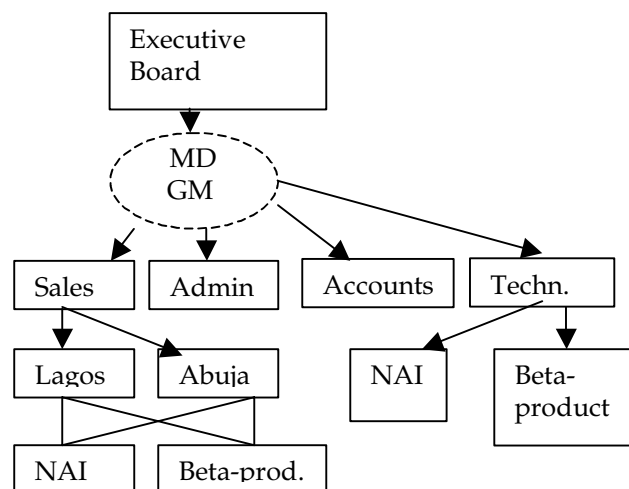 Executive
Board
MD
GM
Sales
Admin
Accounts
Techn.
Lagos
Abuja
NAI
Beta-
product
NAI
Beta-prod.